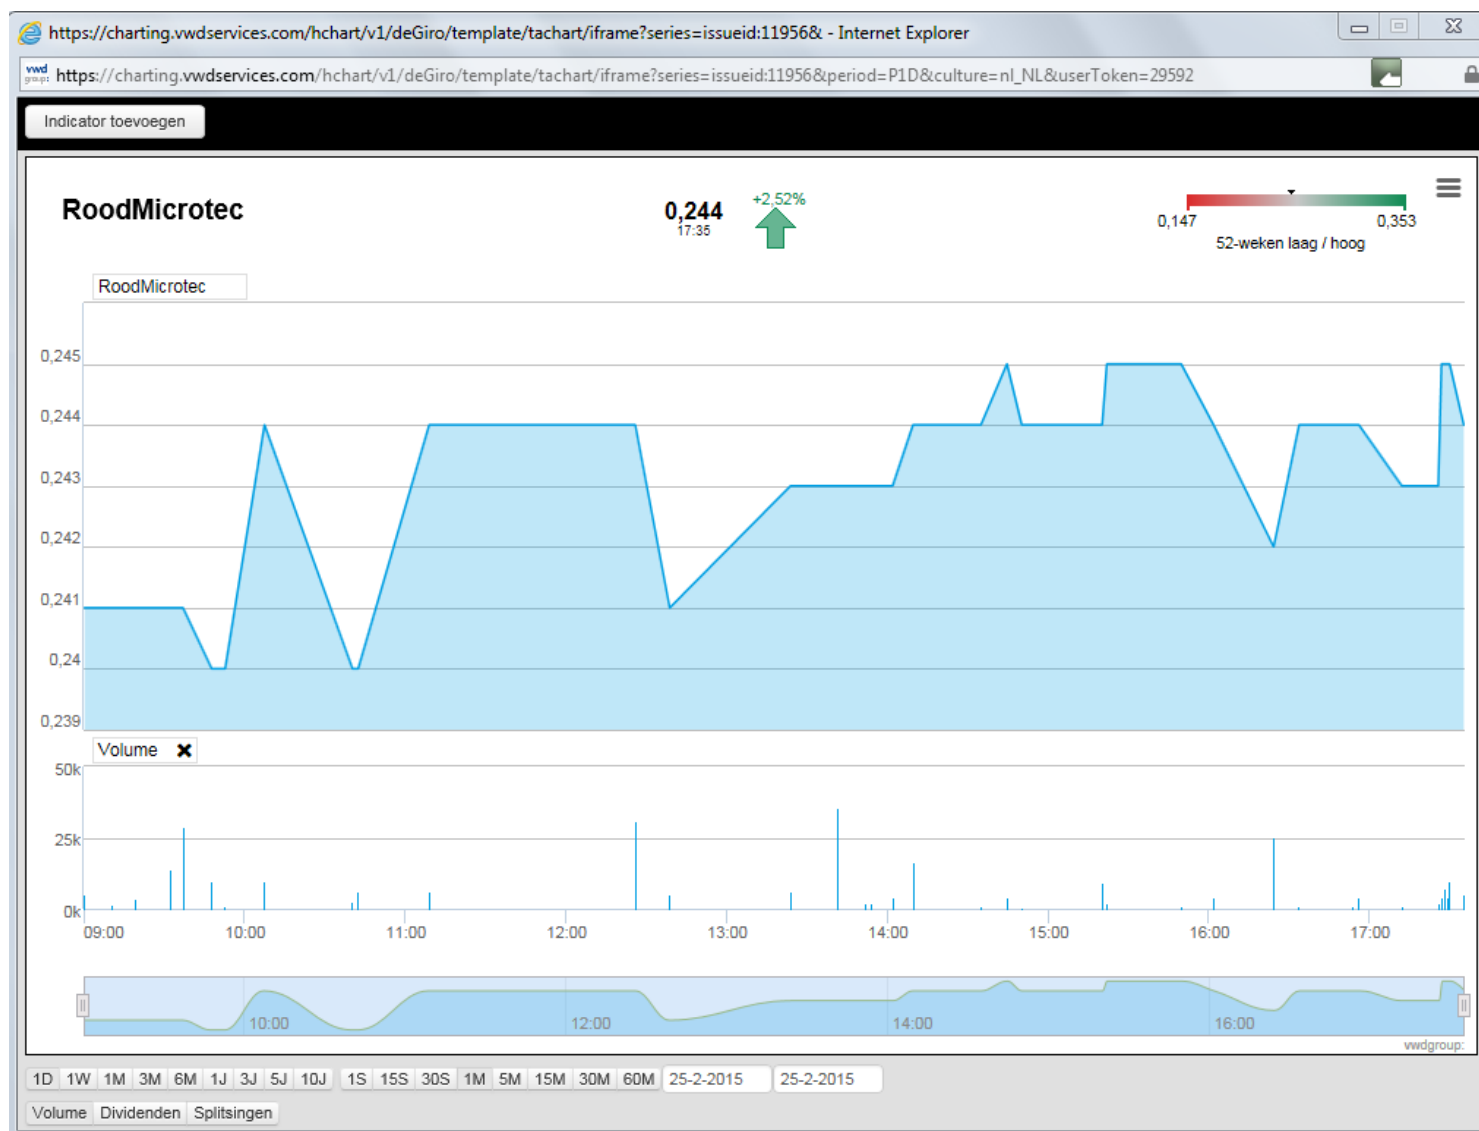 https://charting.vwdservices.com/hchart/v1/deGiro/template/tachart/iframe?series=issueid:11956& - Internet Explorer
vwd group: https://charting.vwdservices.com/hchart/v1/deGiro/template/tachart/iframe?series=issueid:11956&period=P1D&culture=nl_NL&userToken=29592
Indicator toevoegen
RoodMicrotec
0,244
17:35
+2,52%
0,147
0,353
52-weken laag / hoog
RoodMicrotec
0,245
0,244
0,243
0,242
0,241
0,24
0,239
Volume
50k
25k
0k
09:00 10:00 11:00 12:00 13:00 14:00 15:00 16:00 17:00
10:00 12:00 14:00 16:00
vwdgroup:
1D 1W 1M 3M 6M 1J 3J 5J 10J 1S 15S 30S 1M 5M 15M 30M 60M 25-2-2015 25-2-2015
Volume Dividenden Splitsingen